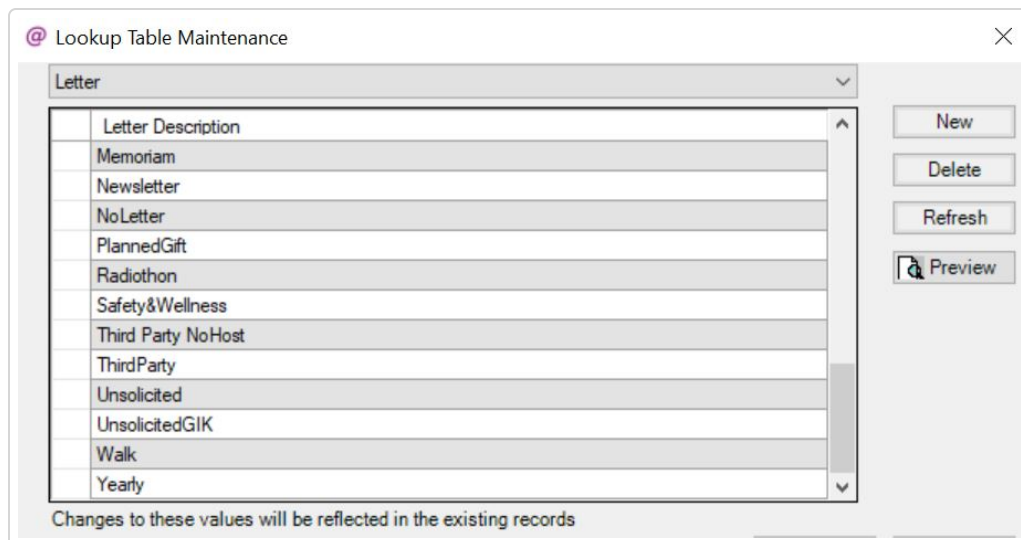 @ Lookup Table Maintenance
Letter
Letter Description
New
Memoriam
Delete
Newsletter
NoLetter
Refresh
PlannedGift
Preview
Radiothon
Safety&Wellness
Third Party NoHost
ThirdParty
Unsolicited
UnsolicitedGIK
Walk
Yearly
Changes to these values will be reflected in the existing records